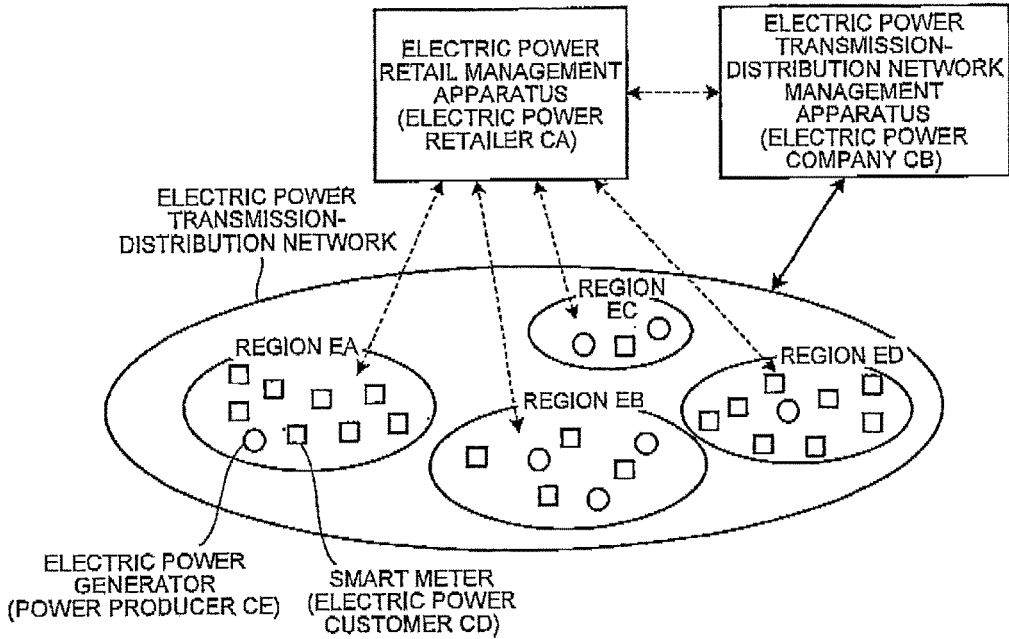 ELECTRIC POWER
RETAIL MANAGEMENT
APPARATUS
(ELECTRIC POWER
RETAILER CA)
ELECTRIC POWER
TRANSMISSION-
DISTRIBUTION NETWORK
MANAGEMENT
APPARATUS
(ELECTRIC POWER
COMPANY CB)
ELECTRIC POWER
TRANSMISSION-
DISTRIBUTION NETWORK
REGION
EC
REGION EA
REGION ED
REGION EB
ELECTRIC POWER
GENERATOR
(POWER PRODUCER CE)
SMART METER
(ELECTRIC POWER
CUSTOMER CD)